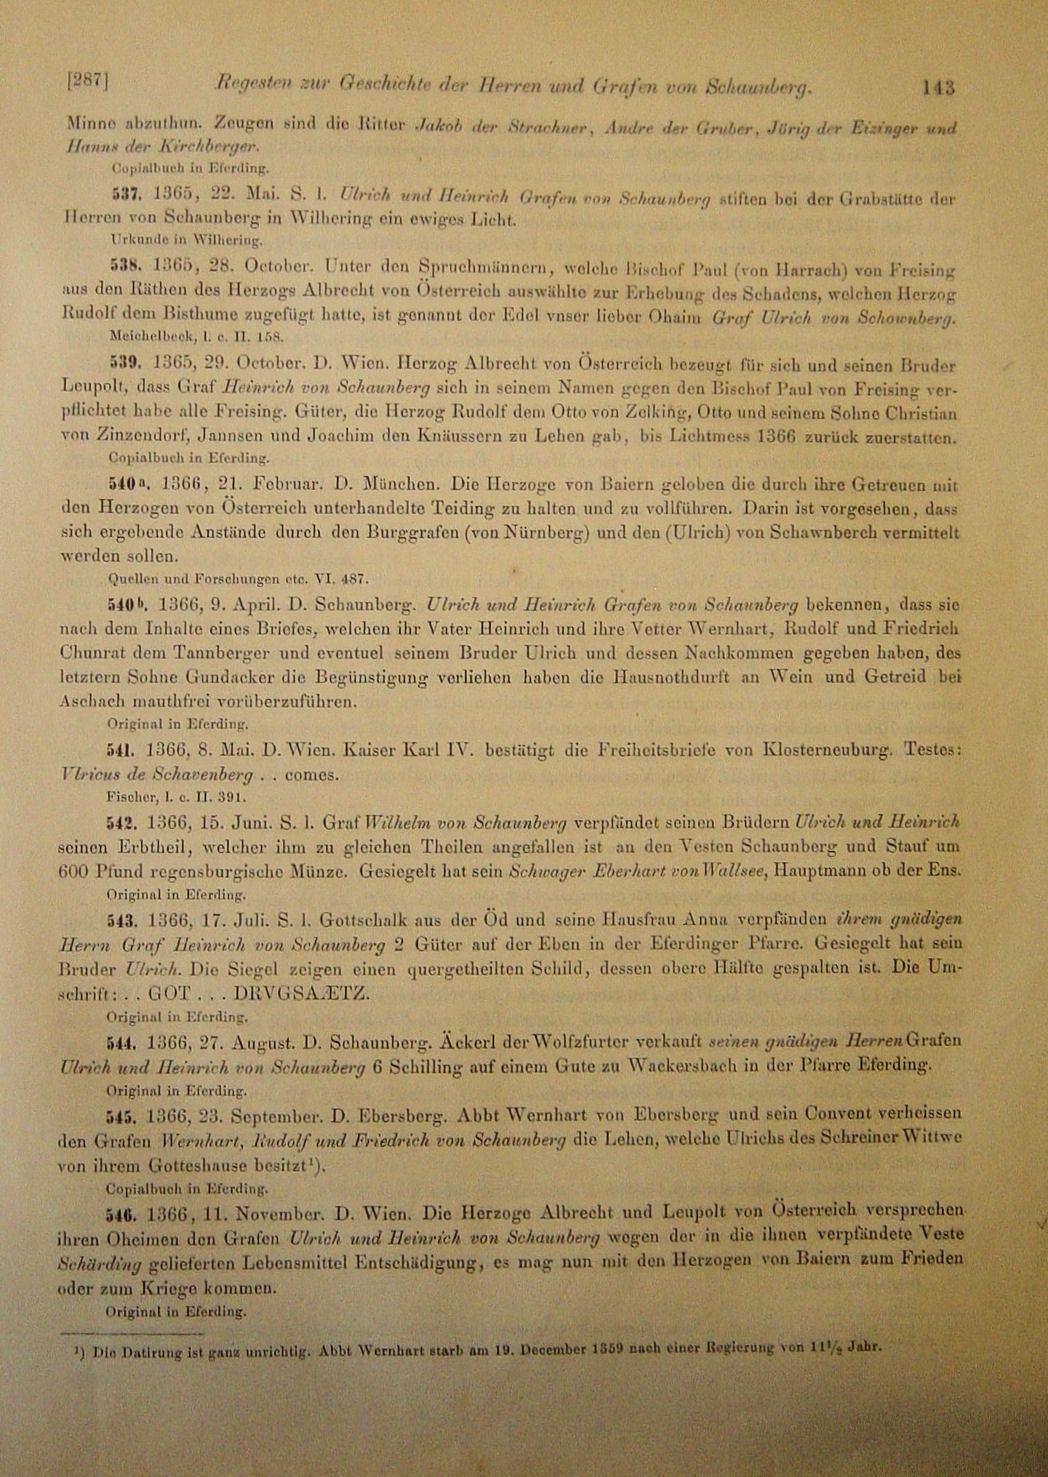 [287] Regesten zur Geschichte der Herren und Grafen von Schaunberg. 143
Minne abzuthun. Zeugen sind die Ritter Jakob der Strachner, Andre der Gruber, Jörig der Eizinger und
Hanns der Kirchberger.
Copialbuch in Eferding.
537. 1365, 22. Mai. S. l. Ulrich und Heinrich Grafen von Schaunberg stiften bei der Grabstätte der
Herren von Schaunberg in Wilhering ein ewiges Licht.
Urkunde in Wilhering.
538. 1365, 28. October. Unter den Spruchmännern, welche Bischof Paul (von Harrach) von Freising
aus den Räthen des Herzogs Albrecht von Österreich auswählte zur Erhebung des Schadens, welchen Herzog
Rudolf dem Bisthume zugefügt hatte, ist genannt der Edel vnser lieber Ohaim Graf Ulrich von Schownberg.
Meichelbeck, l. c. II. 158.
539. 1365, 29. October. D. Wien. Herzog Albrecht von Österreich bezeugt für sich und seinen Bruder
Leupolt, dass Graf Heinrich von Schaunberg sich in seinem Namen gegen den Bischof Paul von Freising ver-
pflichtet habe alle Freising. Güter, die Herzog Rudolf dem Otto von Zelking, Otto und seinem Sohne Christian
von Zinzendorf, Jannsen und Joachim den Knäussern zu Lehen gab, bis Lichtmess 1366 zurück zuerstatten.
Copialbuch in Eferding.
540a. 1366, 21. Februar. D. München. Die Herzoge von Baiern geloben die durch ihre Getreuen mit
den Herzogen von Österreich unterhandelte Teiding zu halten und zu vollführen. Darin ist vorgesehen, dass
sich ergebende Anstände durch den Burggrafen (von Nürnberg) und den (Ulrich) von Schawnberch vermittelt
werden sollen.
Quellen und Forschungen etc. VI. 487.
540b. 1366, 9. April. D. Schaunberg. Ulrich und Heinrich Grafen von Schaunberg bekennen, dass sie
nach dem Inhalte eines Briefes, welchen ihr Vater Heinrich und ihre Vetter Wernhart, Rudolf und Friedrich
Chunrat dem Tannberger und eventuel seinem Bruder Ulrich und dessen Nachkommen gegeben haben, des
letztern Sohne Gundacker die Begünstigung verliehen haben die Hausnothdurft an Wein und Getreid bei
Aschach mauthfrei vorüberzuführen.
Original in Eferding.
541. 1366, 8. Mai. D. Wien. Kaiser Karl IV. bestätigt die Freiheitsbriefe von Klosterneuburg. Testes:
Vlricus de Schavenberg . . comes.
Fischer, l. c. II. 391.
542. 1366, 15. Juni. S. l. Graf Wilhelm von Schaunberg verpfändet seinen Brüdern Ulrich und Heinrich
seinen Erbtheil, welcher ihm zu gleichen Theilen angefallen ist an den Vesten Schaunberg und Stauf um
600 Pfund regensburgische Münze. Gesiegelt hat sein Schwager Eberhart von Wallsee, Hauptmann ob der Ens.
Original in Eferding.
543. 1366, 17. Juli. S. l. Gottschalk aus der Öd und seine Hausfrau Anna verpfänden ihrem gnädigen
Herrn Graf Heinrich von Schaunberg 2 Güter auf der Eben in der Eferdinger Pfarre. Gesiegelt hat sein
Bruder Ulrich. Die Siegel zeigen einen quergetheilten Schild, dessen obere Hälfte gespalten ist. Die Um-
schrift: . . GOT . . . DRVGSAÆTZ.
Original in Eferding.
544. 1366, 27. August. D. Schaunberg. Äckerl der Wolfzfurter verkauft seinen gnädigen Herren Grafen
Ulrich und Heinrich von Schaunberg 6 Schilling auf einem Gute zu Wackersbach in der Pfarre Eferding.
Original in Eferding.
545. 1366, 23. September. D. Ebersberg. Abbt Wernhart von Ebersberg und sein Convent verheissen
den Grafen Wernhart, Rudolf und Friedrich von Schaunberg die Lehen, welche Ulrichs des Schreiner Wittwe
von ihrem Gotteshause besitzt¹).
Copialbuch in Eferding.
546. 1366, 11. November. D. Wien. Die Herzoge Albrecht und Leupolt von Österreich versprechen
ihren Oheimen den Grafen Ulrich und Heinrich von Schaunberg wegen der in die ihnen verpfändete Veste
Schärding gelieferten Lebensmittel Entschädigung, es mag nun mit den Herzogen von Baiern zum Frieden
oder zum Kriege kommen.
Original in Eferding.
¹) Die Datirung ist ganz unrichtig. Abbt Wernhart starb am 19. December 1359 nach einer Regierung von 11½ Jahr.